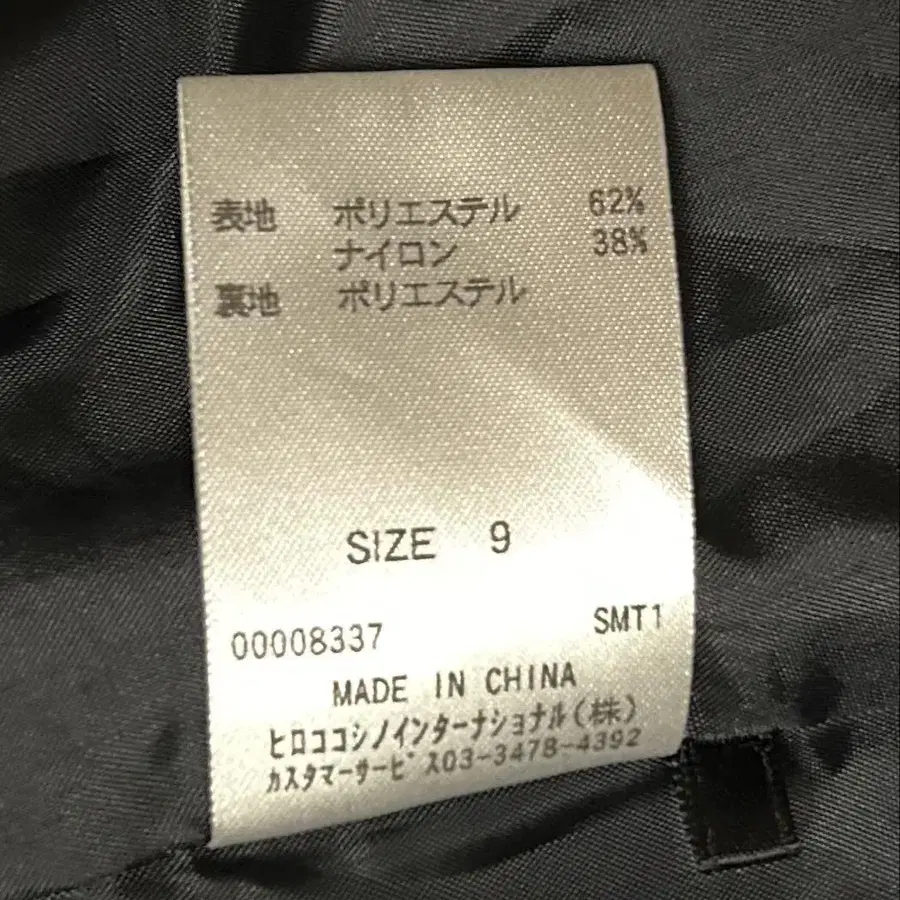 表地 ポリエステル 62%
ナイロン 38%
裏地 ポリエステル
SIZE 9
00008337 SMT1
MADE IN CHINA
ヒロココシノインターナショナル(株)
カスタマーサービス03-3478-4392